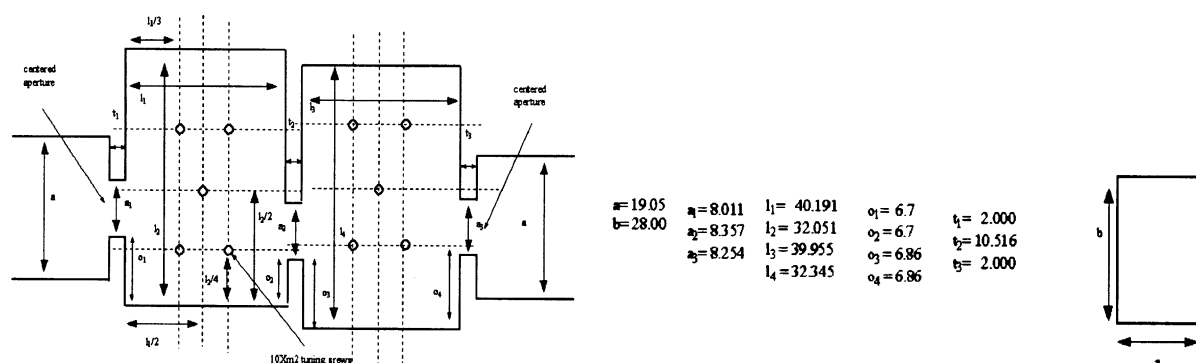 l₁/3
centered
aperture
t₁
l₁
t₂
l₃
t₃
centered
aperture
a
a₁
l₂
o₁
l₂/2
l₂/4
a₂
o₂
l₄
o₃
a₃
o₄
a
l₁/2
10Xm2 tuning screws
a=19.05
b=28.00
a₁=8.011
a₂=8.357
a₃=8.254
l₁= 40.191
l₂= 32.051
l₃= 39.955
l₄= 32.345
o₁= 6.7
o₂= 6.7
o₃= 6.86
o₄= 6.86
t₁= 2.000
t₂=10.516
t₃= 2.000
b
a